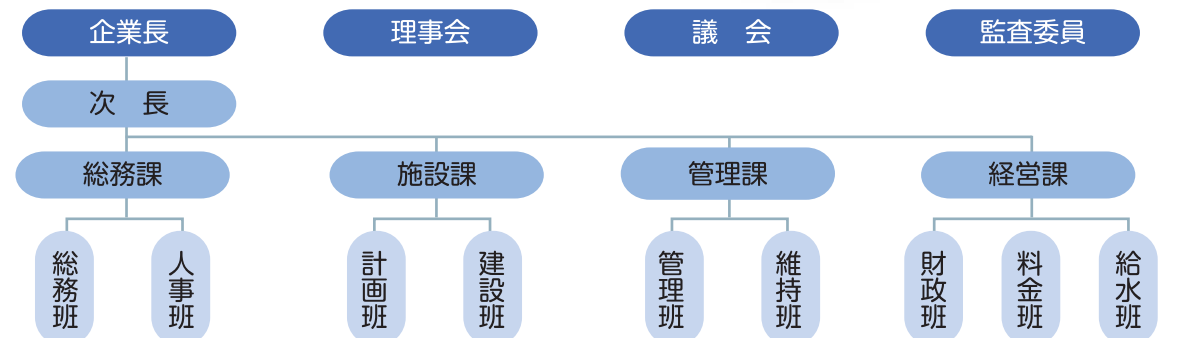 企業長
理事会
議　会
監査委員
次　長
総務課
施設課
管理課
経営課
総務班
人事班
計画班
建設班
管理班
維持班
財政班
料金班
給水班